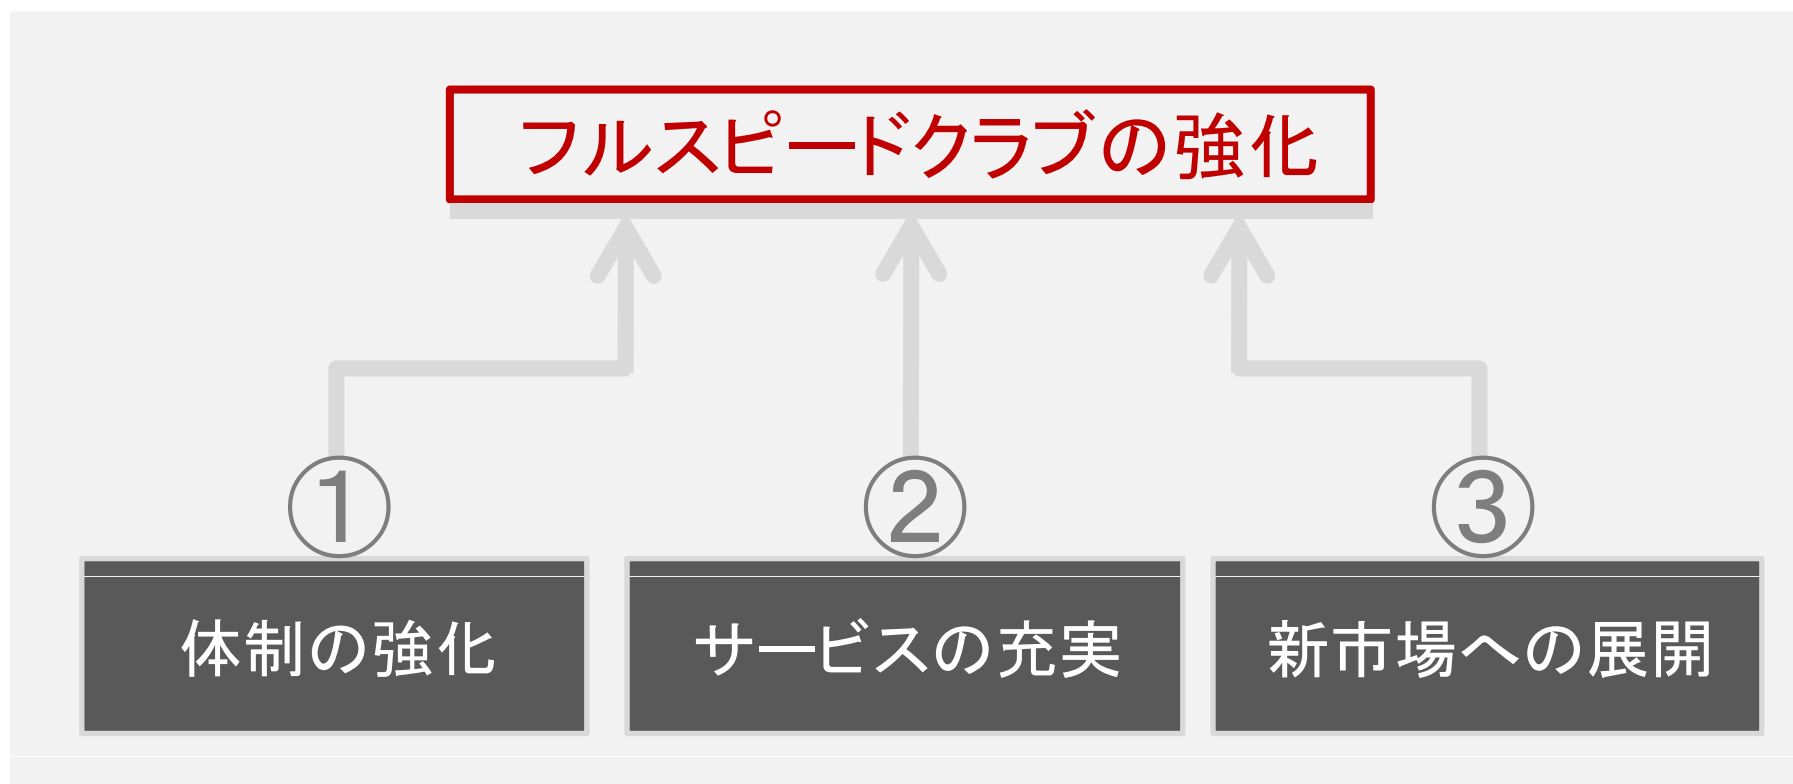 フルスピードクラブの強化
①
②
③
体制の強化
サービスの充実
新市場への展開